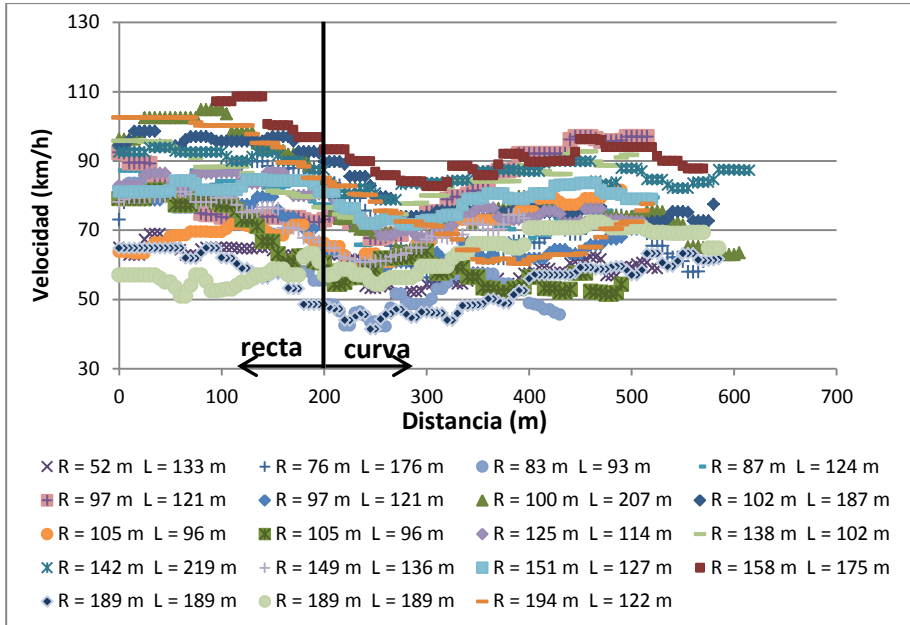 130
110
90
70
50
30
Velocidad (km/h)
recta curva
0 100 200 300 400 500 600 700
Distancia (m)
R = 52 m L = 133 m R = 76 m L = 176 m R = 83 m L = 93 m R = 87 m L = 124 m
R = 97 m L = 121 m R = 97 m L = 121 m R = 100 m L = 207 m R = 102 m L = 187 m
R = 105 m L = 96 m R = 105 m L = 96 m R = 125 m L = 114 m R = 138 m L = 102 m
R = 142 m L = 219 m R = 149 m L = 136 m R = 151 m L = 127 m R = 158 m L = 175 m
R = 189 m L = 189 m R = 189 m L = 189 m R = 194 m L = 122 m